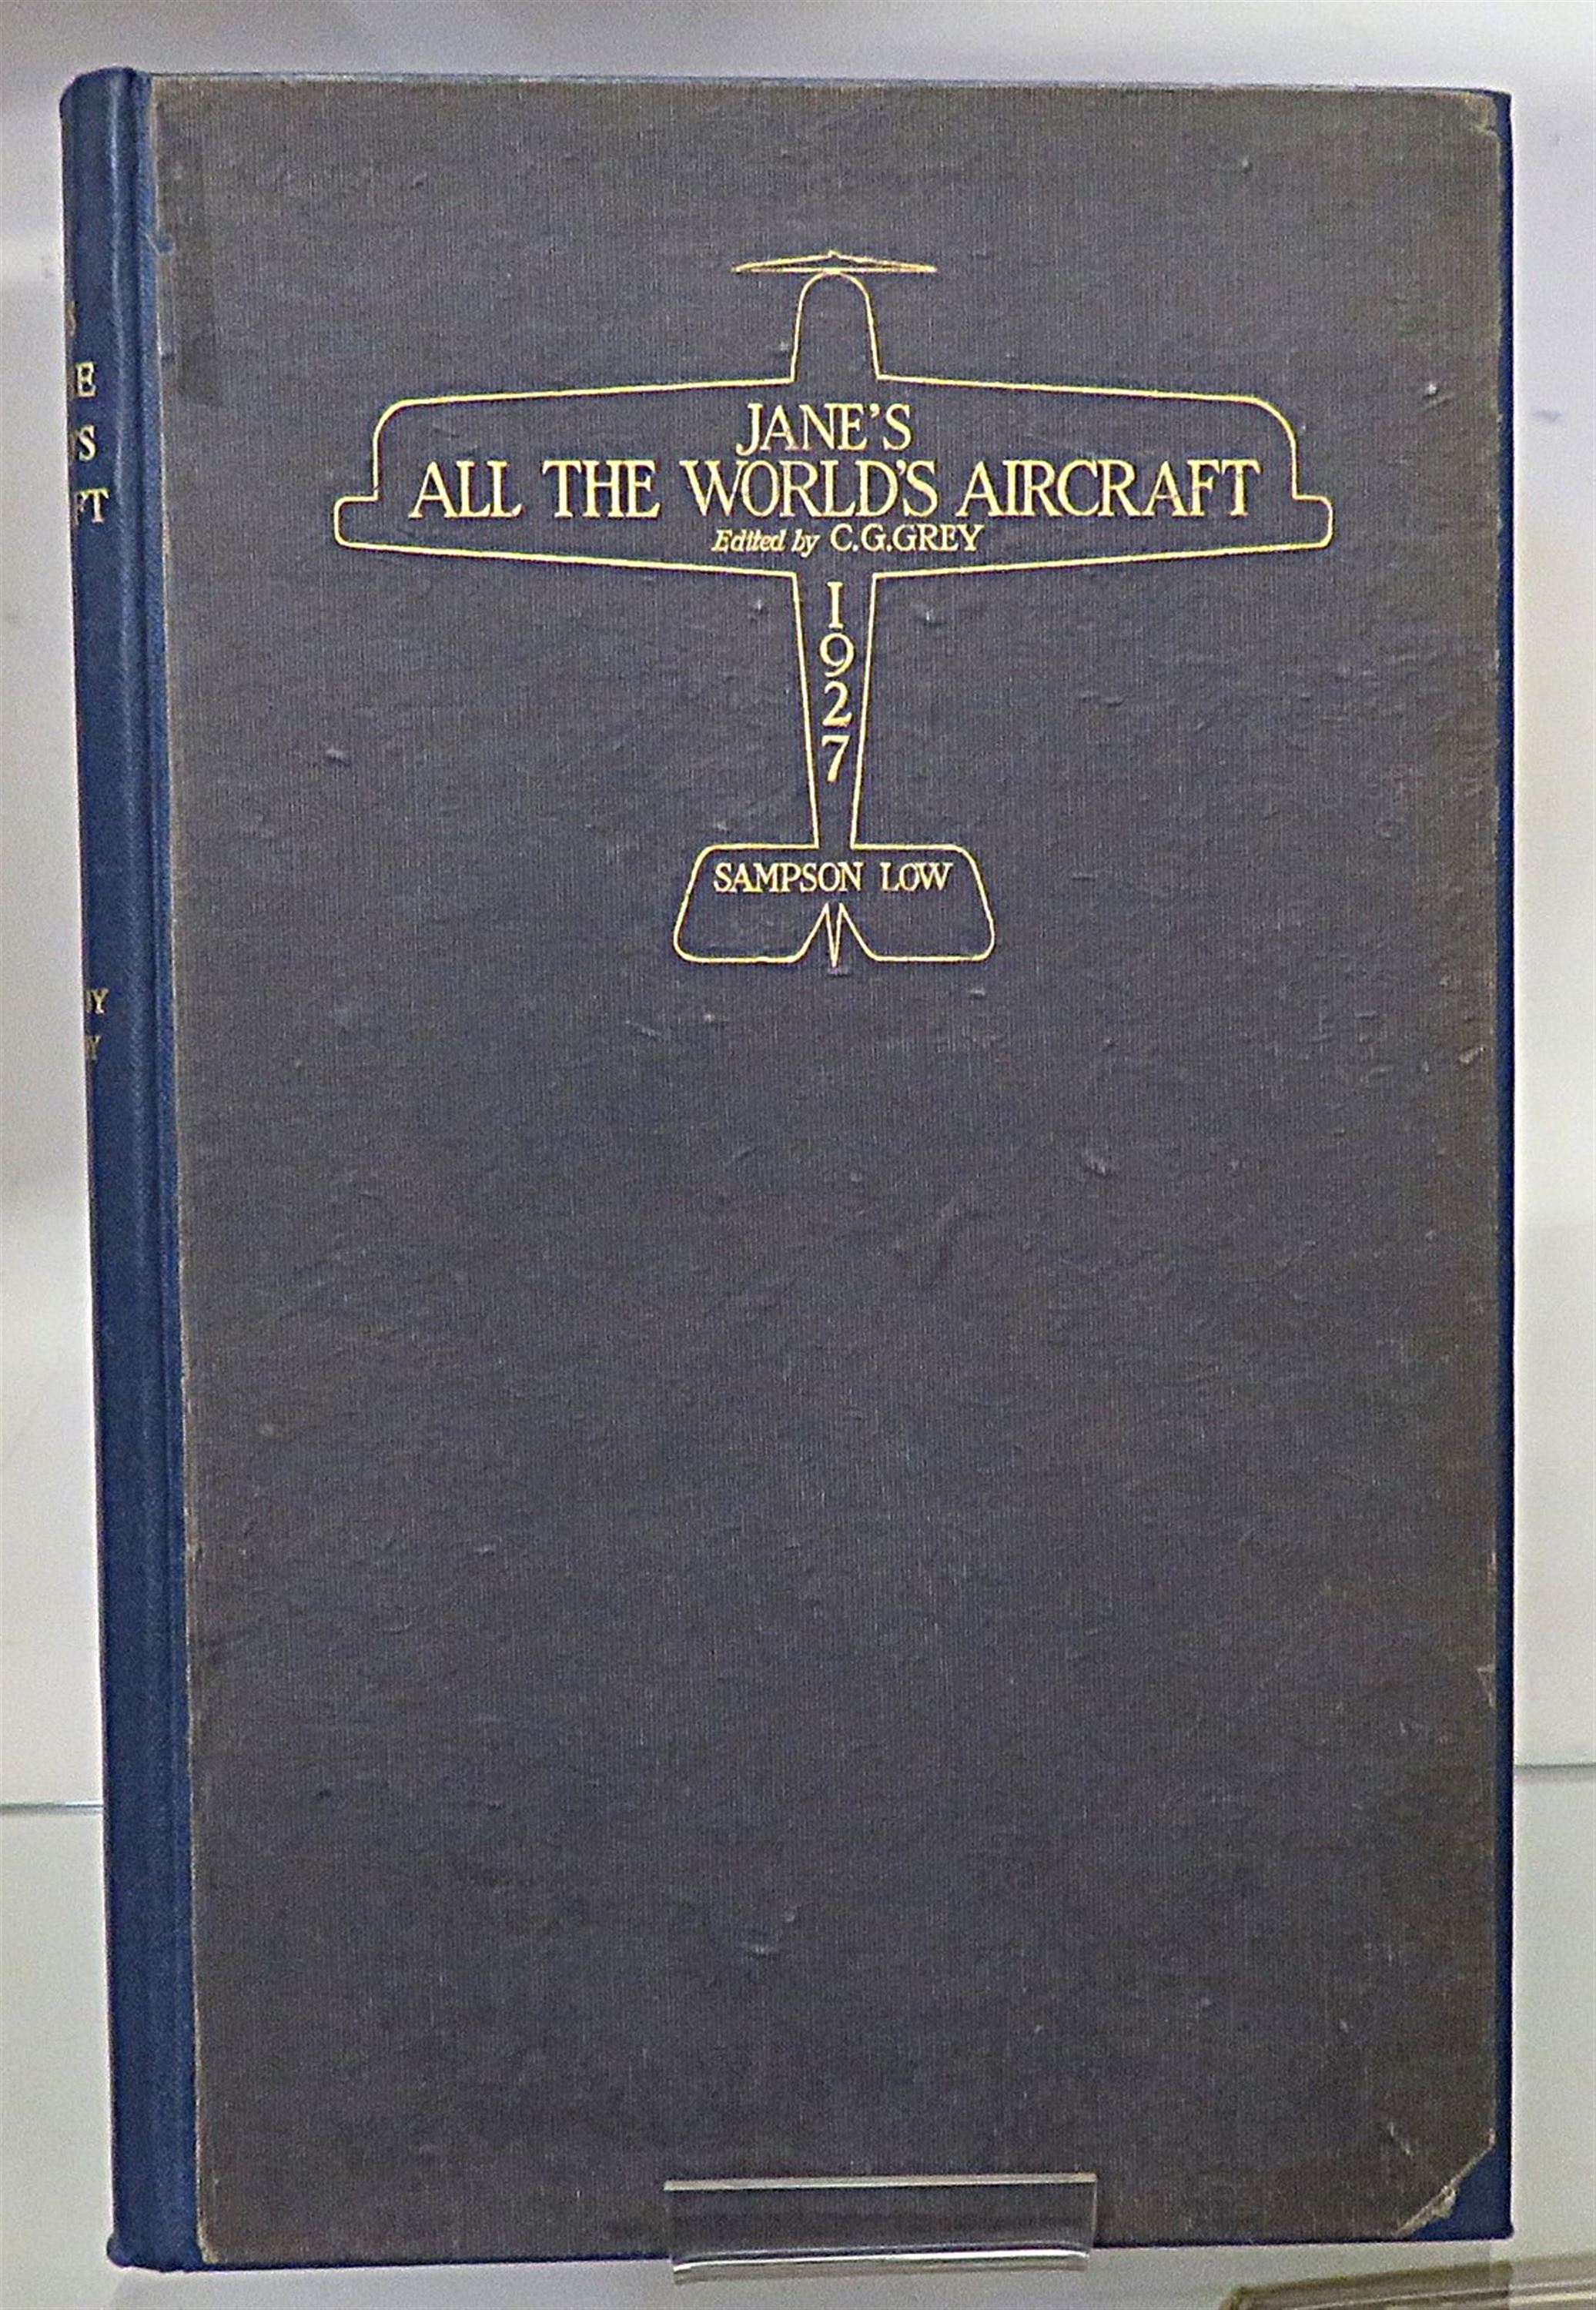 JANE'S
ALL THE WORLD'S AIRCRAFT
Edited by C.G.GREY
1927
SAMPSON LOW